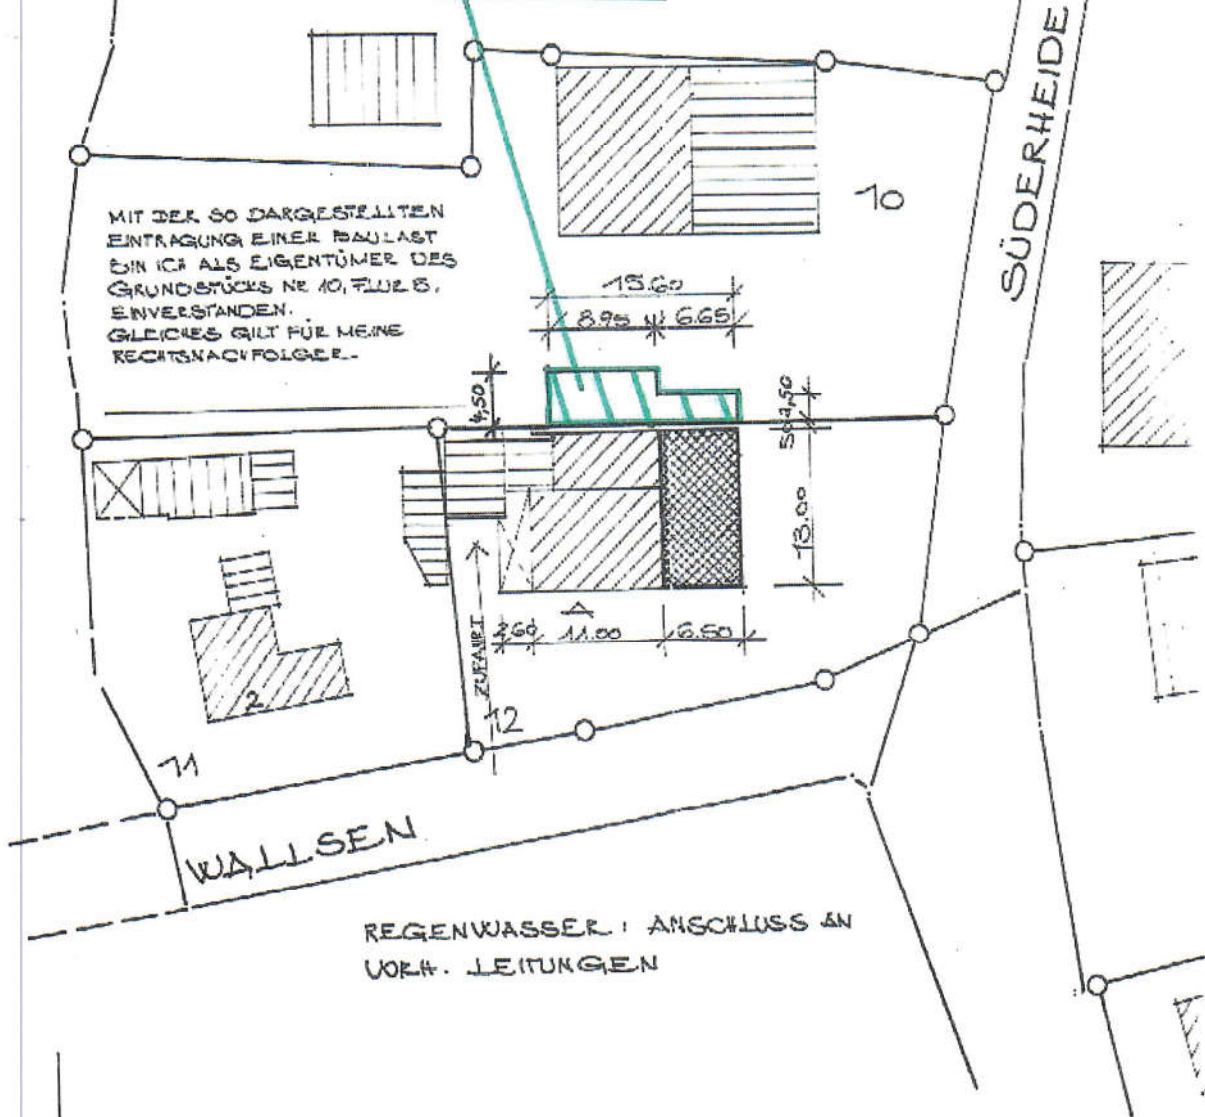 SÜDERHEIDE
10
MIT DER SO DARGESTELLTEN
EINTRAGUNG EINER BAULAST
BIN ICH ALS EIGENTÜMER DES
GRUNDSTÜCKS NR 10, FLUR 5,
EINVERSTANDEN.
GLEICHES GILT FÜR MEINE
RECHTSNACHFOLGER.
15.60
8.95 6.65
4,50
13.00
A
2.60 11.00 6.50
ZUFAHRT
2
12
11
WALLSEN
REGENWASSER : ANSCHLUSS AN
VORH. LEITUNGEN